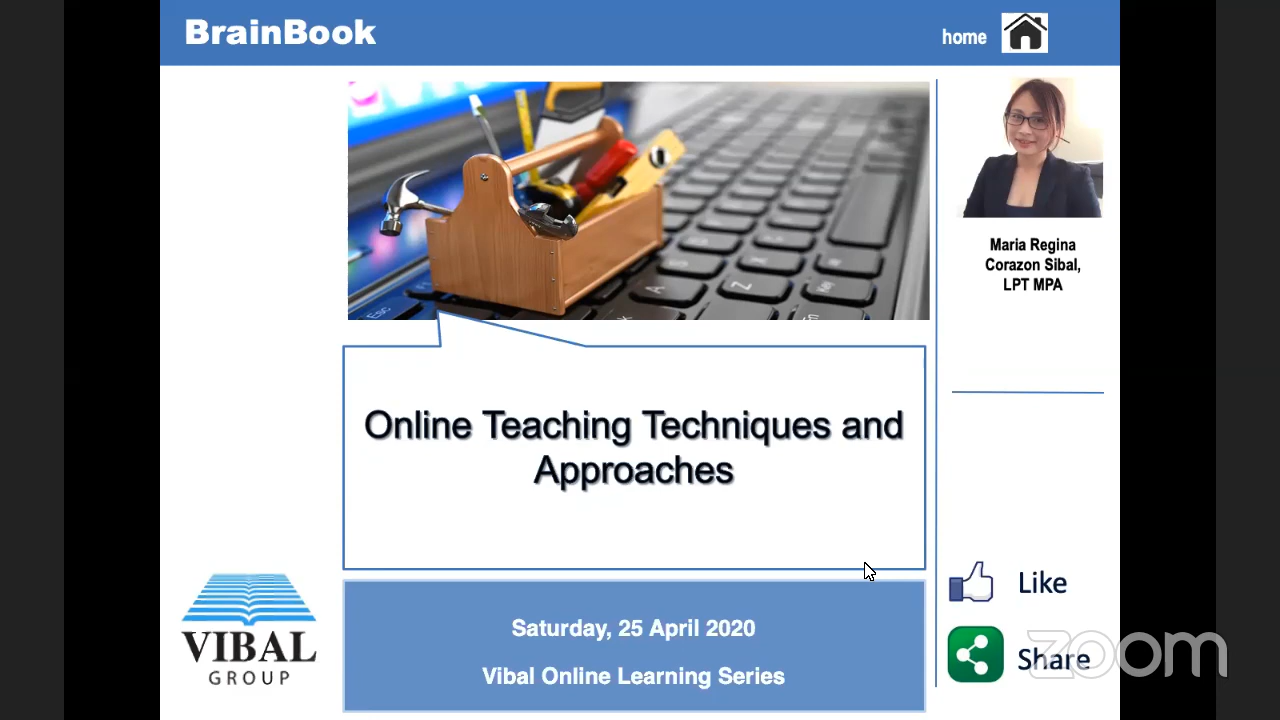 BrainBook
home
Maria Regina
Corazon Sibal,
LPT MPA
Online Teaching Techniques and
Approaches
Saturday, 25 April 2020
Vibal Online Learning Series
VIBAL
GROUP
Like
Share
zoom